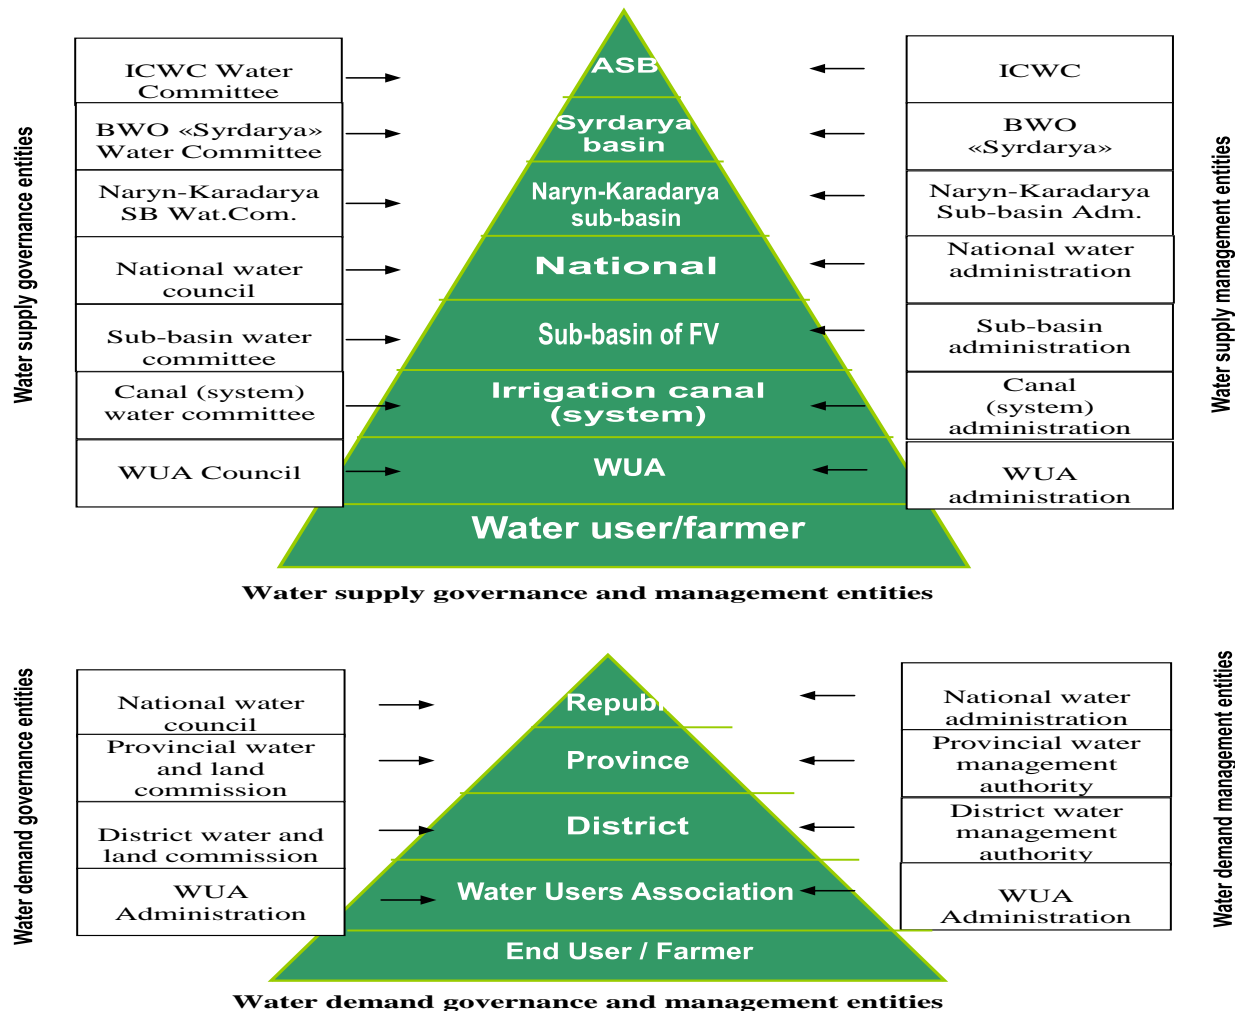 Water supply governance entities
ICWC Water
Committee
BWO «Syrdarya»
Water Committee
Naryn-Karadarya
SB Wat.Com.
National water
council
Sub-basin water
committee
Canal (system)
water committee
WUA Council
ASB
Syrdarya
basin
Naryn-Karadarya
sub-basin
National
Sub-basin of FV
Irrigation canal
(system)
WUA
Water user/farmer
ICWC
BWO
«Syrdarya»
Naryn-Karadarya
Sub-basin Adm.
National water
administration
Sub-basin
administration
Canal
(system)
administration
WUA
administration
Water supply management entities
Water supply governance and management entities
Water demand governance entities
National water
council
Provincial water
and land
commission
District water and
land commission
WUA
Administration
Republi
Province
District
Water Users Association
End User / Farmer
National water
administration
Provincial water
management
authority
District water
management
authority
WUA
Administration
Water demand management entities
Water demand governance and management entities